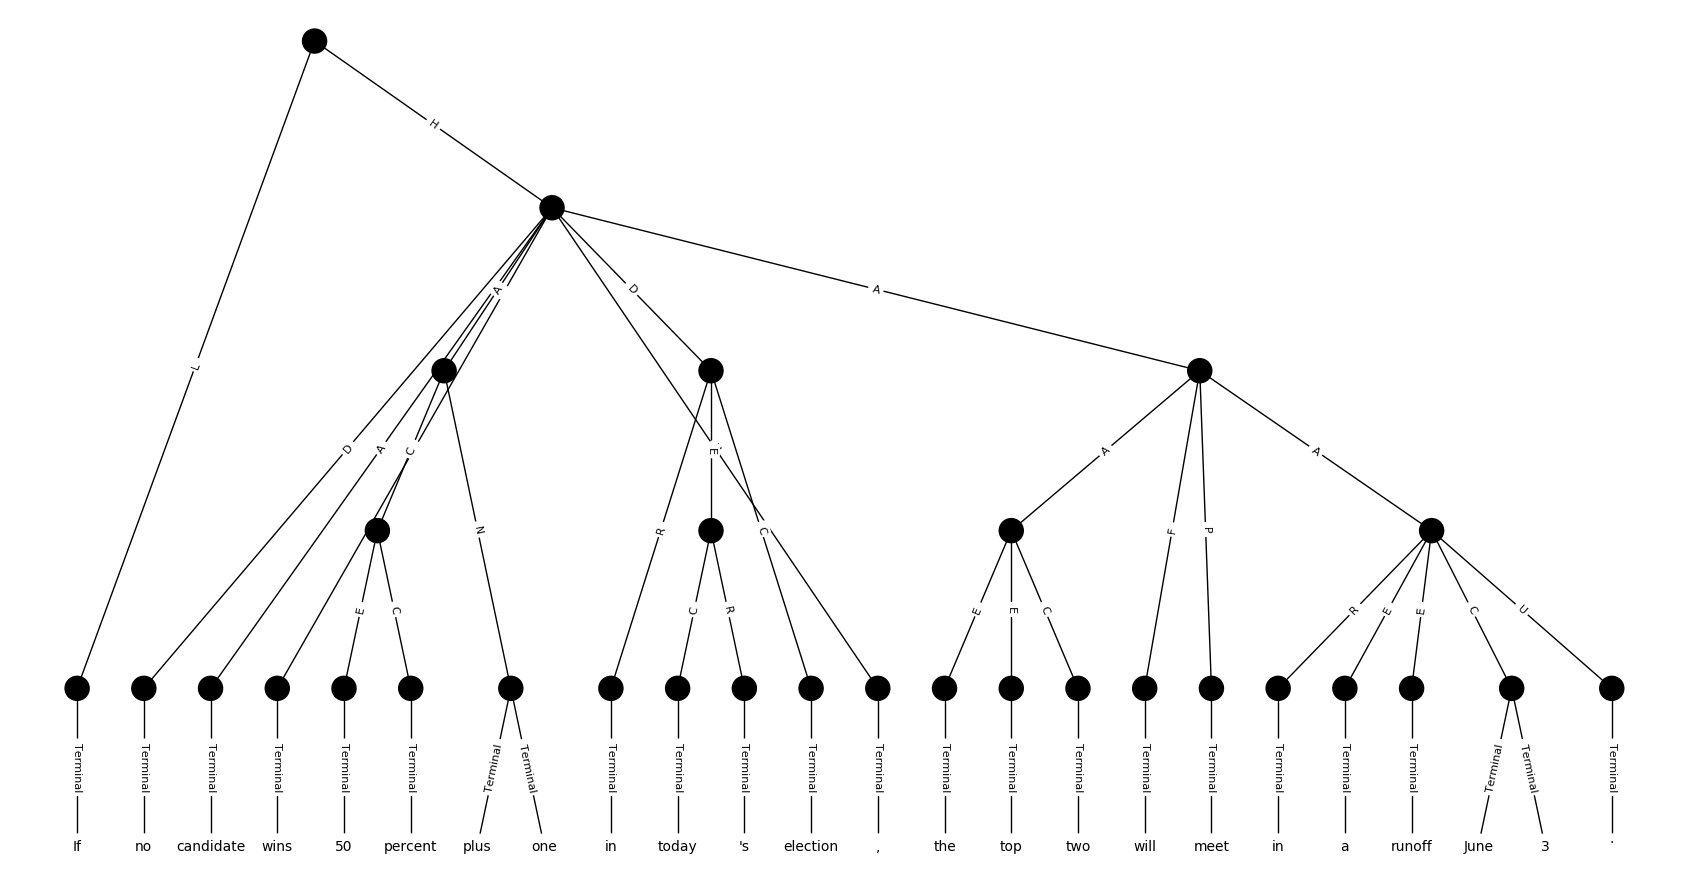 H
L
A
D
A
D
A
C
E
A
A
N
R
C
F
P
E
C
C
R
E
E
C
R
E
E
C
U
Terminal Terminal Terminal Terminal Terminal Terminal Terminal Terminal Terminal Terminal Terminal Terminal Terminal Terminal Terminal Terminal Terminal Terminal Terminal Terminal Terminal Terminal Terminal Terminal
If no candidate wins 50 percent plus one in today 's election , the top two will meet in a runoff June 3 .